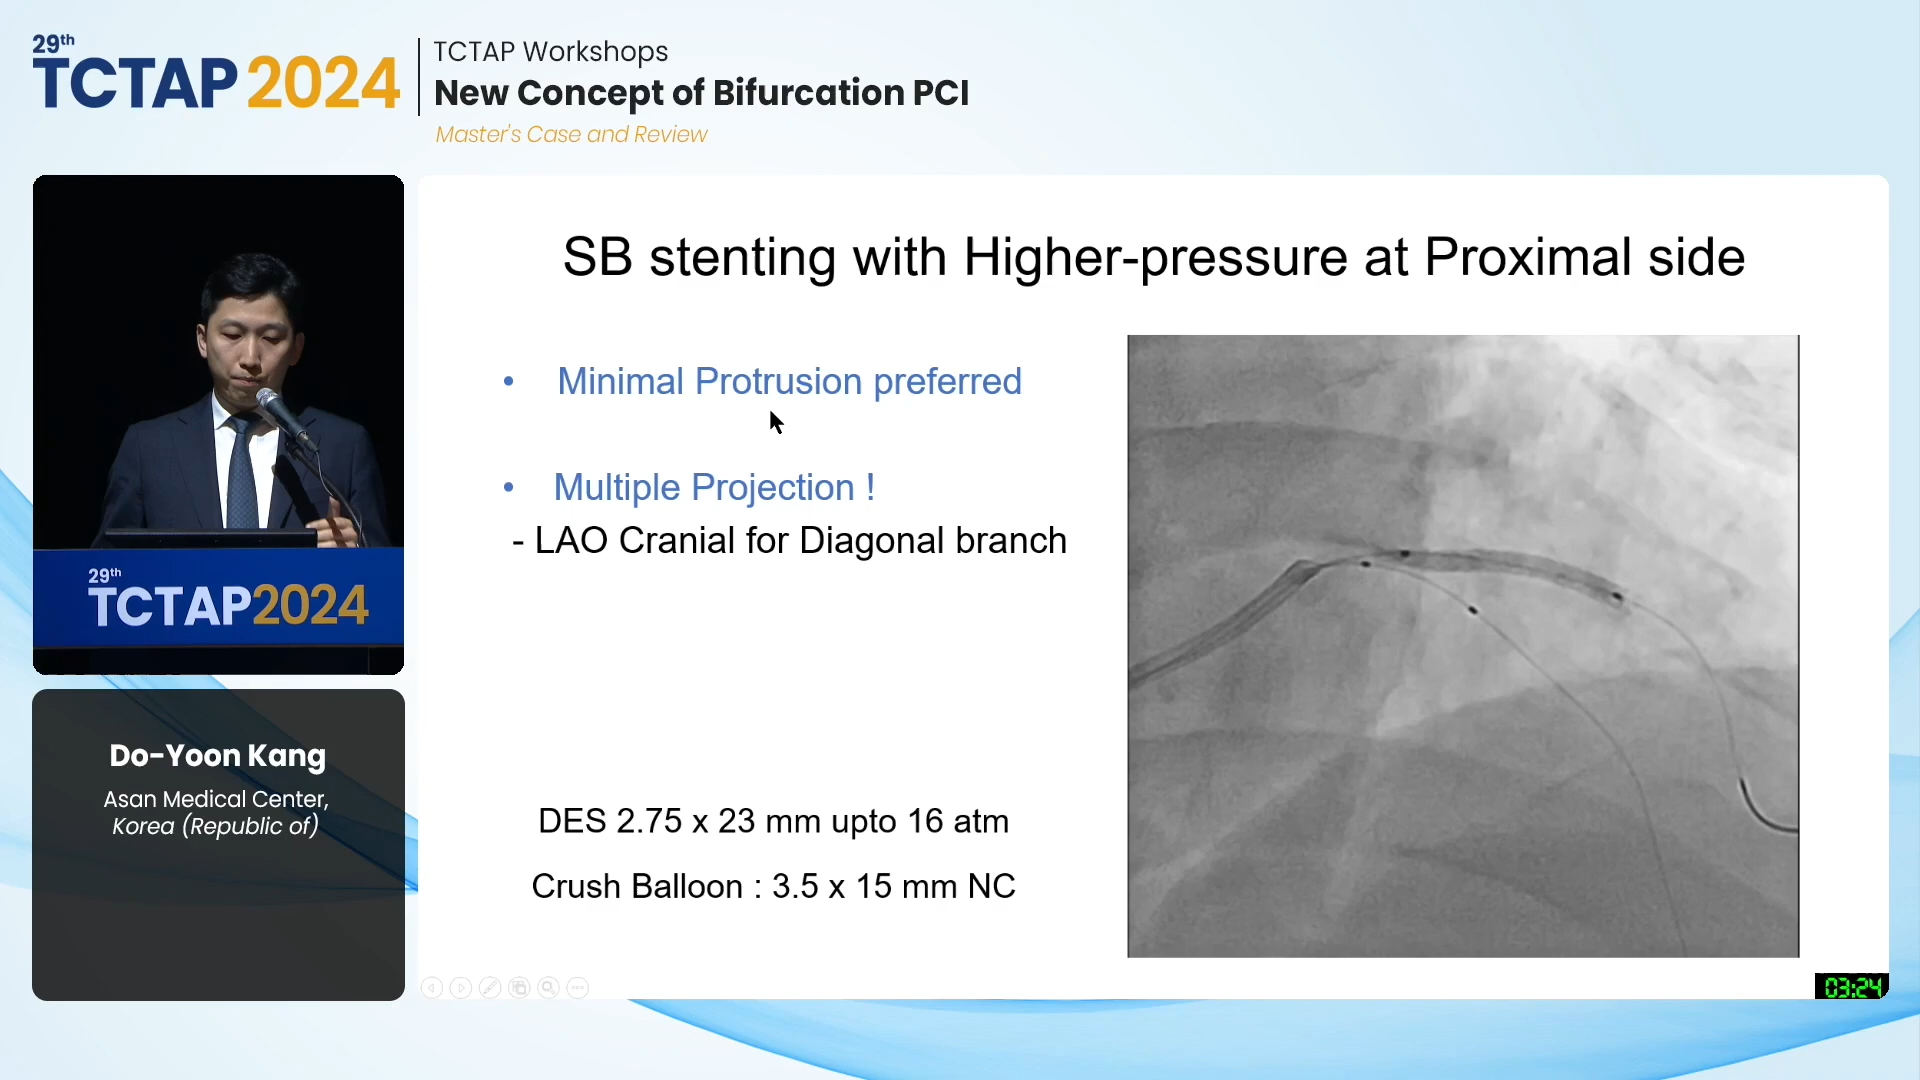 29th
TCTAP 2024
TCTAP Workshops
New Concept of Bifurcation PCI
Master's Case and Review
29th
TCTAP2024
Do-Yoon Kang
Asan Medical Center,
Korea (Republic of)
SB stenting with Higher-pressure at Proximal side
• Minimal Protrusion preferred
• Multiple Projection !
- LAO Cranial for Diagonal branch
DES 2.75 x 23 mm upto 16 atm
Crush Balloon : 3.5 x 15 mm NC
03:24